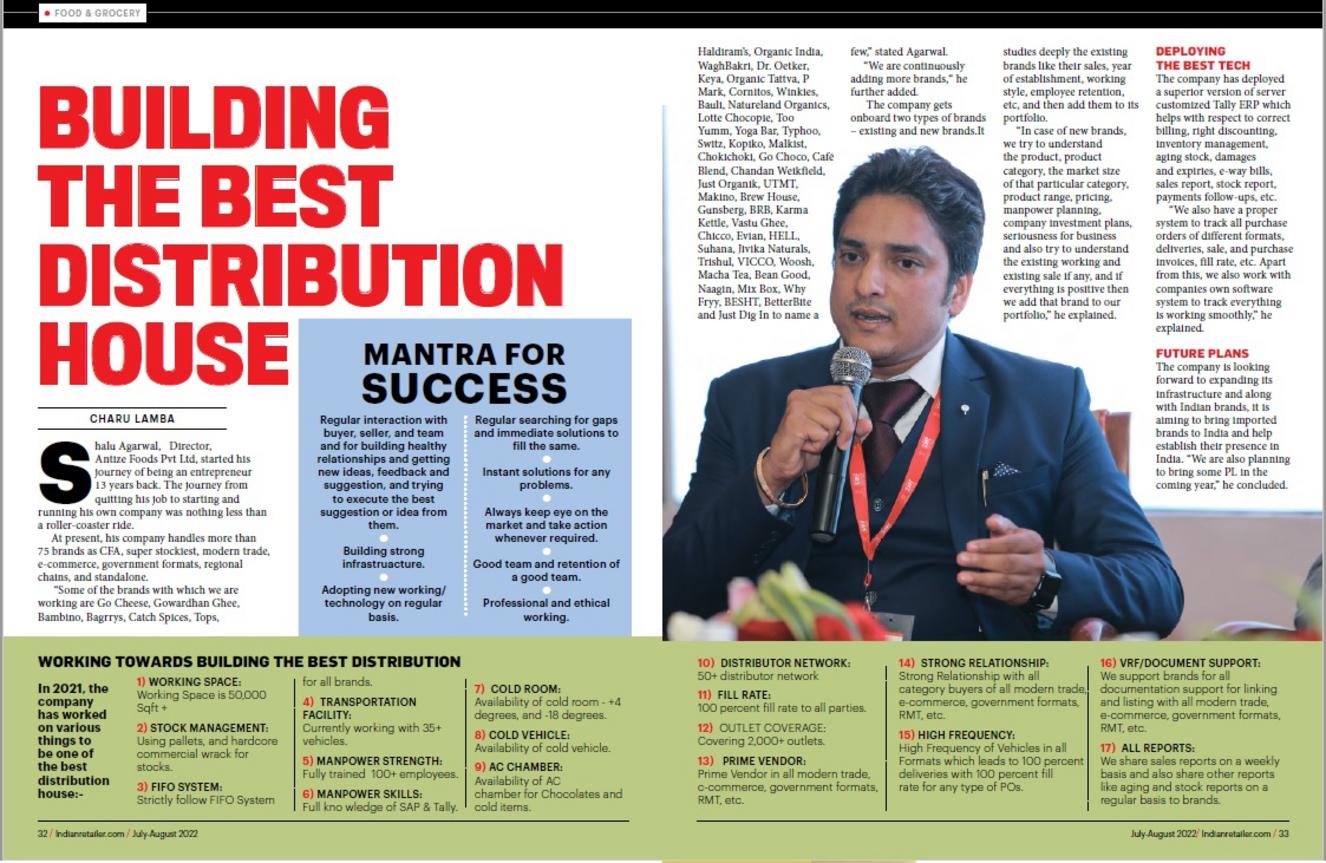 FOOD & GROCERY
BUILDING
THE BEST
DISTRIBUTION
HOUSE
CHARU LAMBA
Shalu Agarwal, Director,
Antize Foods Pvt Ltd, started his
journey of being an entrepreneur
13 years back. The journey from
quitting his job to starting and
running his own company was nothing less than
a roller-coaster ride.
At present, his company handles more than
75 brands as CFA, super stockiest, modern trade,
e-commerce, government formats, regional
chains, and standalone.
"Some of the brands with which we are
working are Go Cheese, Gowardhan Ghee,
Bambino, Bagrrys, Catch Spices, Tops,
MANTRA FOR
SUCCESS
Regular interaction with
buyer, seller, and team
and for building healthy
relationships and getting
new ideas, feedback and
suggestion, and trying
to execute the best
suggestion or idea from
them.
Building strong
infrastruacture.
Adopting new working/
technology on regular
basis.
Regular searching for gaps
and immediate solutions to
fill the same.
Instant solutions for any
problems.
Always keep eye on the
market and take action
whenever required.
Good team and retention of
a good team.
Professional and ethical
working.
Haldiram's, Organic India,
WaghBakri, Dr. Oetker,
Keya, Organic Tattva, P
Mark, Cornitos, Winkies,
Bauli, Natureland Organics,
Lotte Chocopie, Too
Yumm, Yoga Bar, Typhoo,
Switz, Kopiko, Malkist,
Chokichoki, Go Choco, Café
Blend, Chandan Weikfield,
Just Organik, UTMT,
Makino, Brew House,
Gunsberg, BRB, Karma
Kettle, Vastu Ghee,
Chicco, Evian, HELL,
Suhana, Jivika Naturals,
Trishul, VICCO, Woosh,
Macha Tea, Bean Good,
Naagin, Mix Box, Why
Fryy, BESHT, BetterBite
and Just Dig In to name a
few," stated Agarwal.
"We are continuously
adding more brands," he
further added.
The company gets
onboard two types of brands
– existing and new brands.It
studies deeply the existing
brands like their sales, year
of establishment, working
style, employee retention,
etc, and then add them to its
portfolio.
"In case of new brands,
we try to understand
the product, product
category, the market size
of that particular category,
product range, pricing,
manpower planning,
company investment plans,
seriousness for business
and also try to understand
the existing working and
existing sale if any, and if
everything is positive then
we add that brand to our
portfolio," he explained.
DEPLOYING
THE BEST TECH
The company has deployed
a superior version of server
customized Tally ERP which
helps with respect to correct
billing, right discounting,
inventory management,
aging stock, damages
and expiries, e-way bills,
sales report, stock report,
payments follow-ups, etc.
"We also have a proper
system to track all purchase
orders of different formats,
deliveries, sale, and purchase
invoices, fill rate, etc. Apart
from this, we also work with
companies own software
system to track everything
is working smoothly," he
explained.
FUTURE PLANS
The company is looking
forward to expanding its
infrastructure and along
with Indian brands, it is
aiming to bring imported
brands to India and help
establish their presence in
India. "We are also planning
to bring some PL in the
coming year," he concluded.
WORKING TOWARDS BUILDING THE BEST DISTRIBUTION
In 2021, the
company
has worked
on various
things to
be one of
the best
distribution
house:-
1) WORKING SPACE:
Working Space is 50,000
Sqft +
2) STOCK MANAGEMENT:
Using pallets, and hardcore
commercial wrack for
stocks.
3) FIFO SYSTEM:
Strictly follow FIFO System
for all brands.
4) TRANSPORTATION
FACILITY:
Currently working with 35+
vehicles.
5) MANPOWER STRENGTH:
Fully trained 100+ employees.
6) MANPOWER SKILLS:
Full kno wledge of SAP & Tally.
7) COLD ROOM:
Availability of cold room - +4
degrees, and -18 degrees.
8) COLD VEHICLE:
Availability of cold vehicle.
9) AC CHAMBER:
Availability of AC
chamber for Chocolates and
cold items.
10) DISTRIBUTOR NETWORK:
50+ distributor network
11) FILL RATE:
100 percent fill rate to all parties.
12) OUTLET COVERAGE:
Covering 2,000+ outlets.
13) PRIME VENDOR:
Prime Vendor in all modern trade,
c-commerce, government formats,
RMT, etc.
14) STRONG RELATIONSHIP:
Strong Relationship with all
category buyers of all modern trade,
e-commerce, government formats,
RMT, etc.
15) HIGH FREQUENCY:
High Frequency of Vehicles in all
Formats which leads to 100 percent
deliveries with 100 percent fill
rate for any type of POs.
16) VRF/DOCUMENT SUPPORT:
We support brands for all
documentation support for linking
and listing with all modern trade,
e-commerce, government formats,
RMT, etc.
17) ALL REPORTS:
We share sales reports on a weekly
basis and also share other reports
like aging and stock reports on a
regular basis to brands.
32 / Indianretailer.com / July-August 2022
July-August 2022/ Indianretailer.com / 33